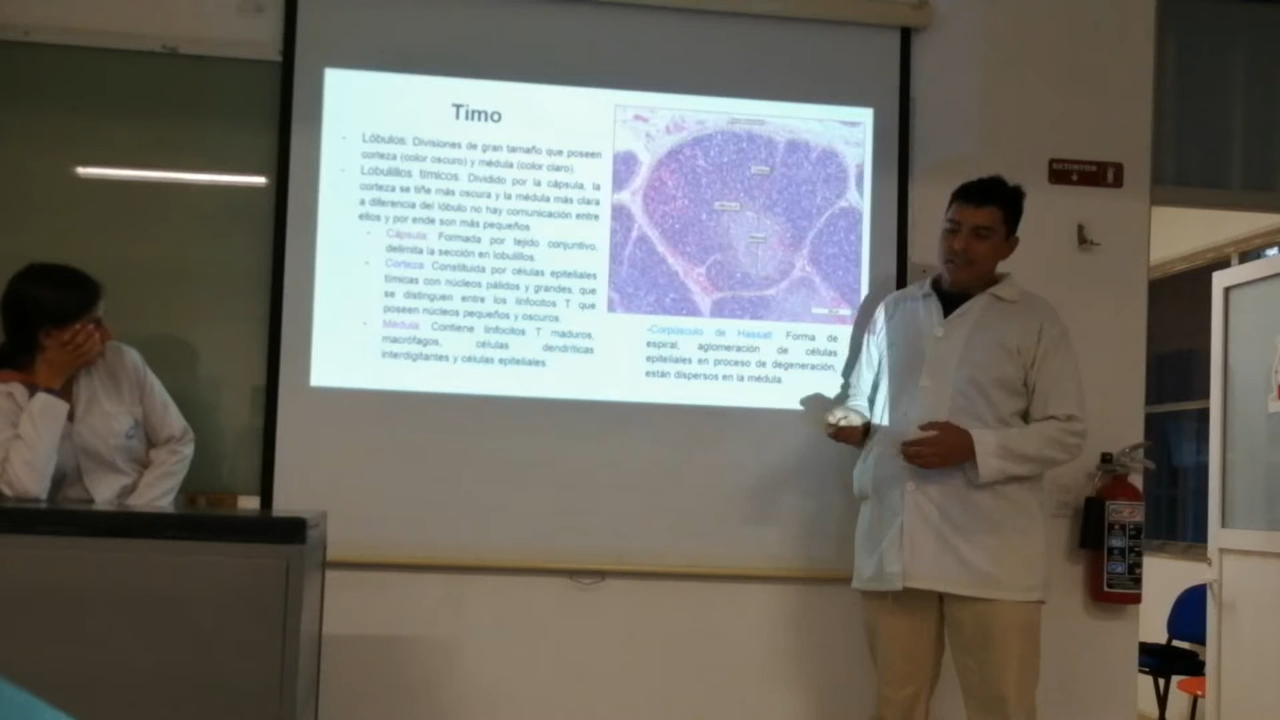 Timo
- Lóbulos: Divisiones de gran tamaño que poseen
corteza (color oscuro) y médula (color claro).
- Lobulillos tímicos: Dividido por la cápsula, la
corteza se tiñe más oscura y la médula más clara
a diferencia del lóbulo no hay comunicación entre
ellos y por ende son más pequeños
- Cápsula: Formada por tejido conjuntivo,
delimita la sección en lobulillos.
- Corteza: Constituida por células epiteliales
tímicas con núcleos pálidos y grandes, que
se distinguen entre los linfocitos T que
poseen núcleos pequeños y oscuros.
- Médula: Contiene linfocitos T maduros,
macrófagos, células dendríticas
interdigitantes y células epiteliales.
-Corpúsculo de Hassall: Forma de
espiral, aglomeración de células
epiteliales en proceso de degeneración,
están dispersos en la médula.
EXTINTOR